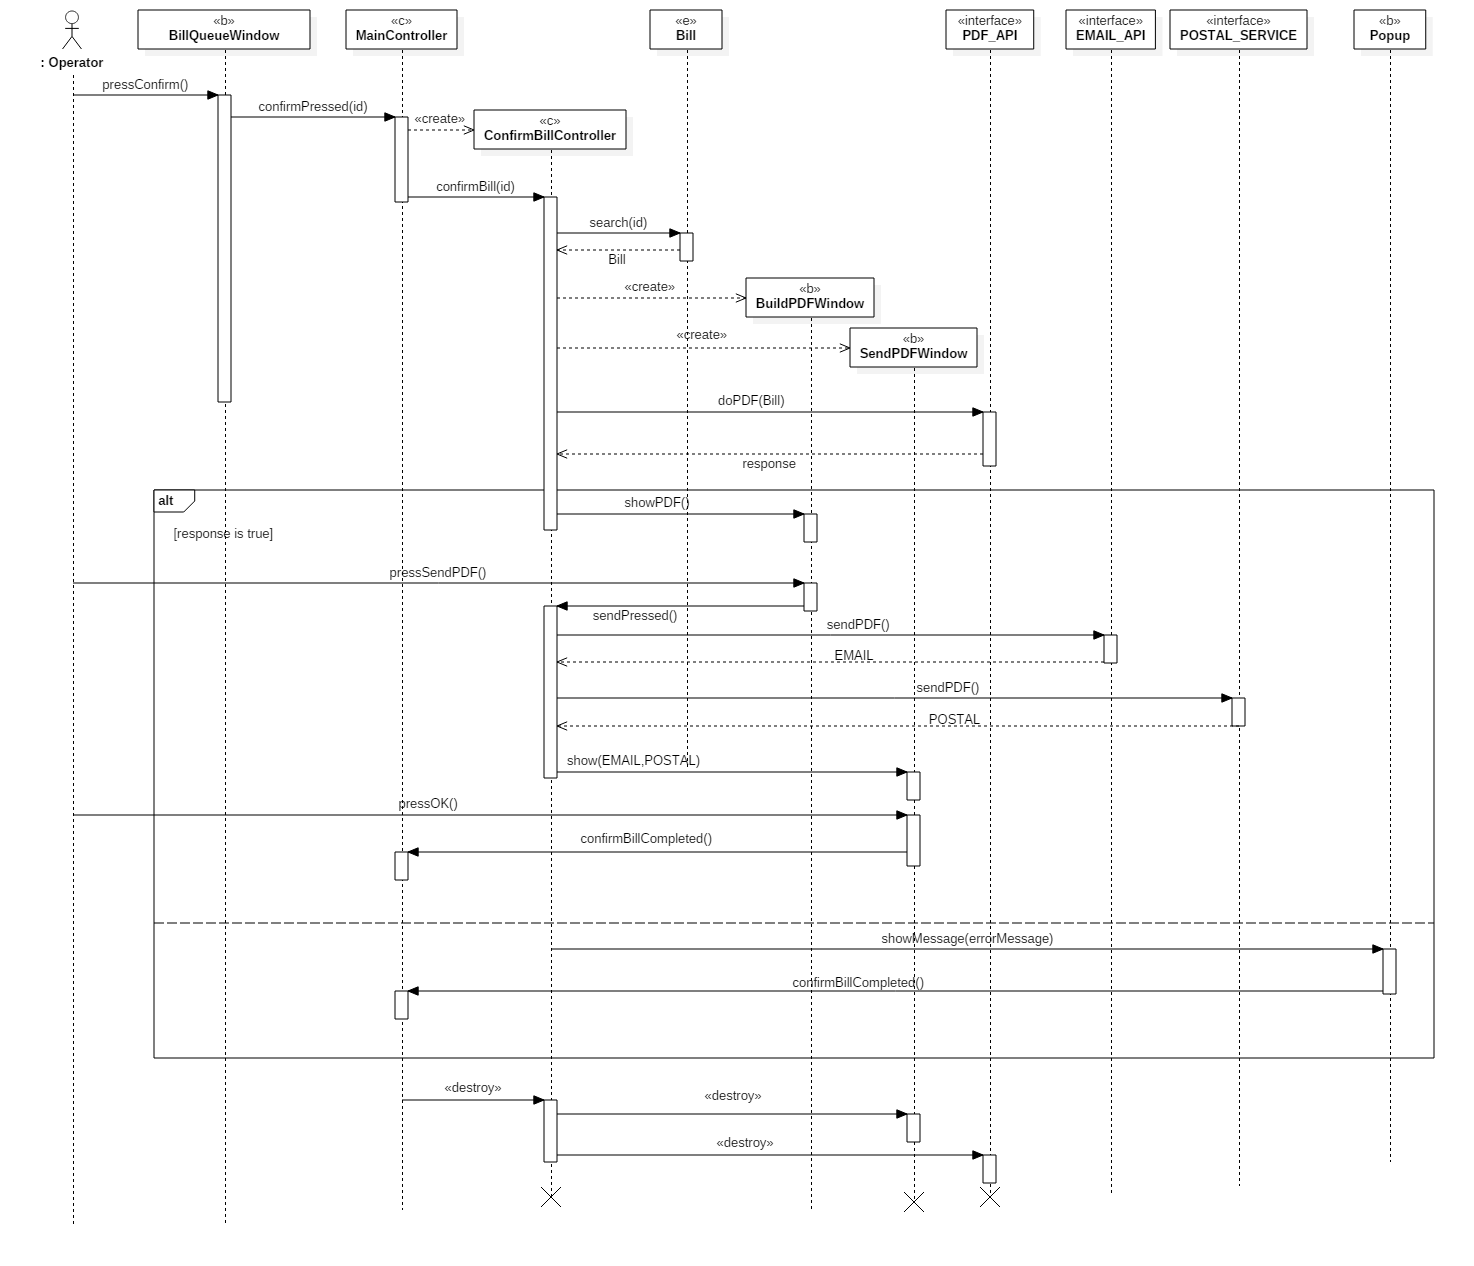 «b»
BillQueueWindow
«c»
MainController
«e»
Bill
«interface»
PDF_API
«interface»
EMAIL_API
«interface»
POSTAL_SERVICE
«b»
Popup
: Operator
pressConfirm()
confirmPressed(id)
«create»
«c»
ConfirmBillController
confirmBill(id)
search(id)
Bill
«create»
«b»
BuildPDFWindow
«create»
«b»
SendPDFWindow
doPDF(Bill)
response
alt
showPDF()
[response is true]
pressSendPDF()
sendPressed()
sendPDF()
EMAIL
sendPDF()
POSTAL
show(EMAIL,POSTAL)
pressOK()
confirmBillCompleted()
showMessage(errorMessage)
confirmBillCompleted()
«destroy»
«destroy»
«destroy»